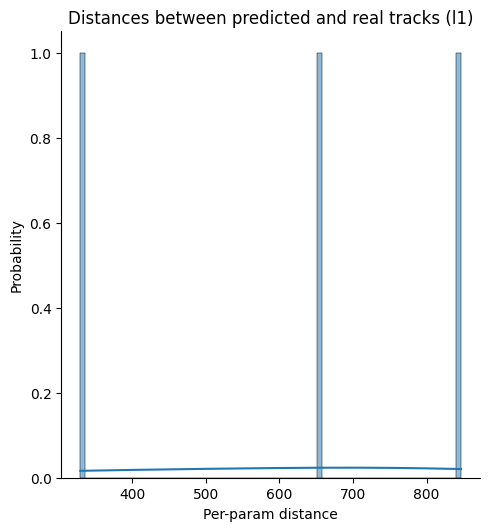 Distances between predicted and real tracks (l1)
1.0
0.8
0.6
0.4
0.2
0.0
Probability
400 500 600 700 800
Per-param distance